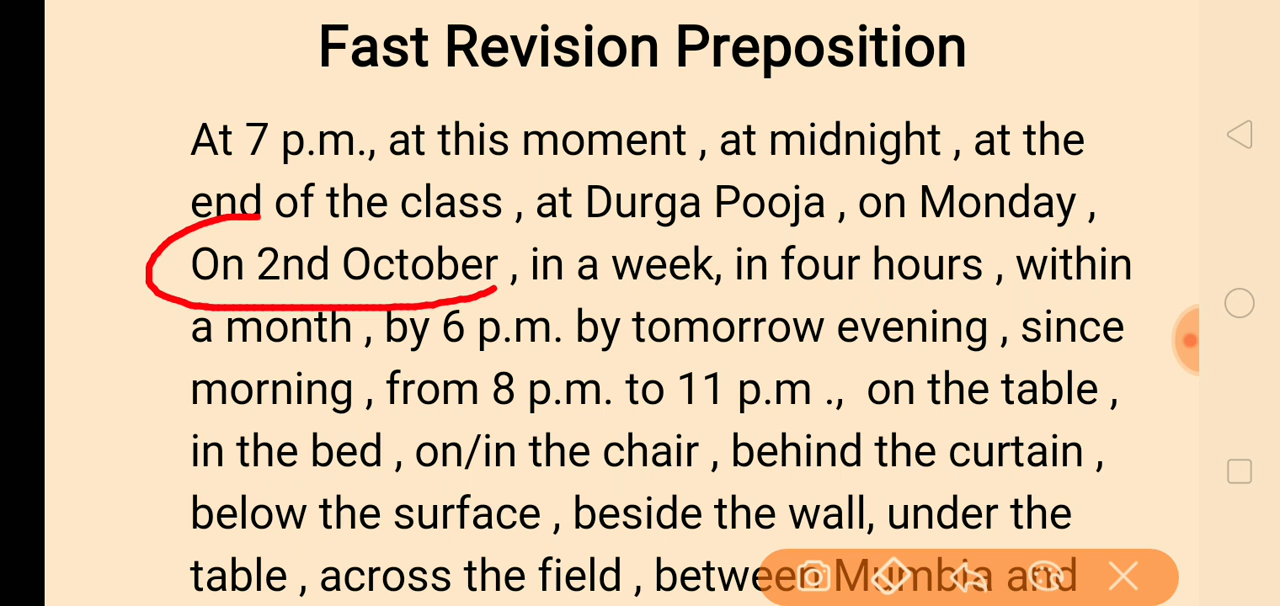 Fast Revision Preposition
At 7 p.m., at this moment , at midnight , at the
end of the class , at Durga Pooja , on Monday ,
On 2nd October , in a week, in four hours , within
a month , by 6 p.m. by tomorrow evening , since
morning , from 8 p.m. to 11 p.m ., on the table ,
in the bed , on/in the chair , behind the curtain ,
below the surface , beside the wall, under the
table , across the field , between Mumbia and